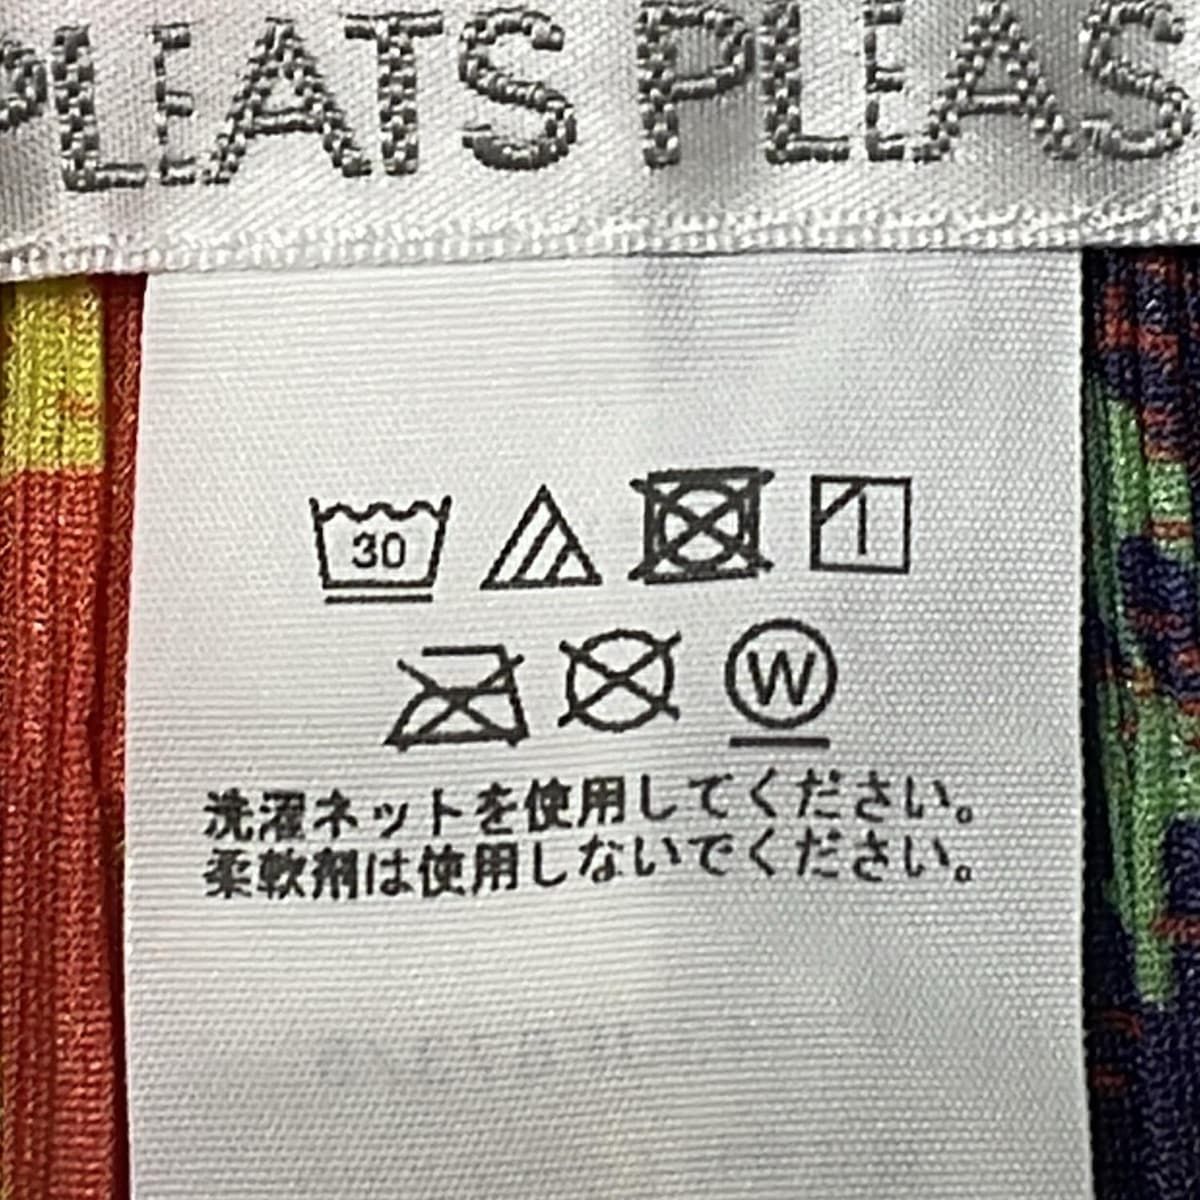 PLEATS PLEAS
30
W
洗濯ネットを使用してください。
柔軟剤は使用しないでください。